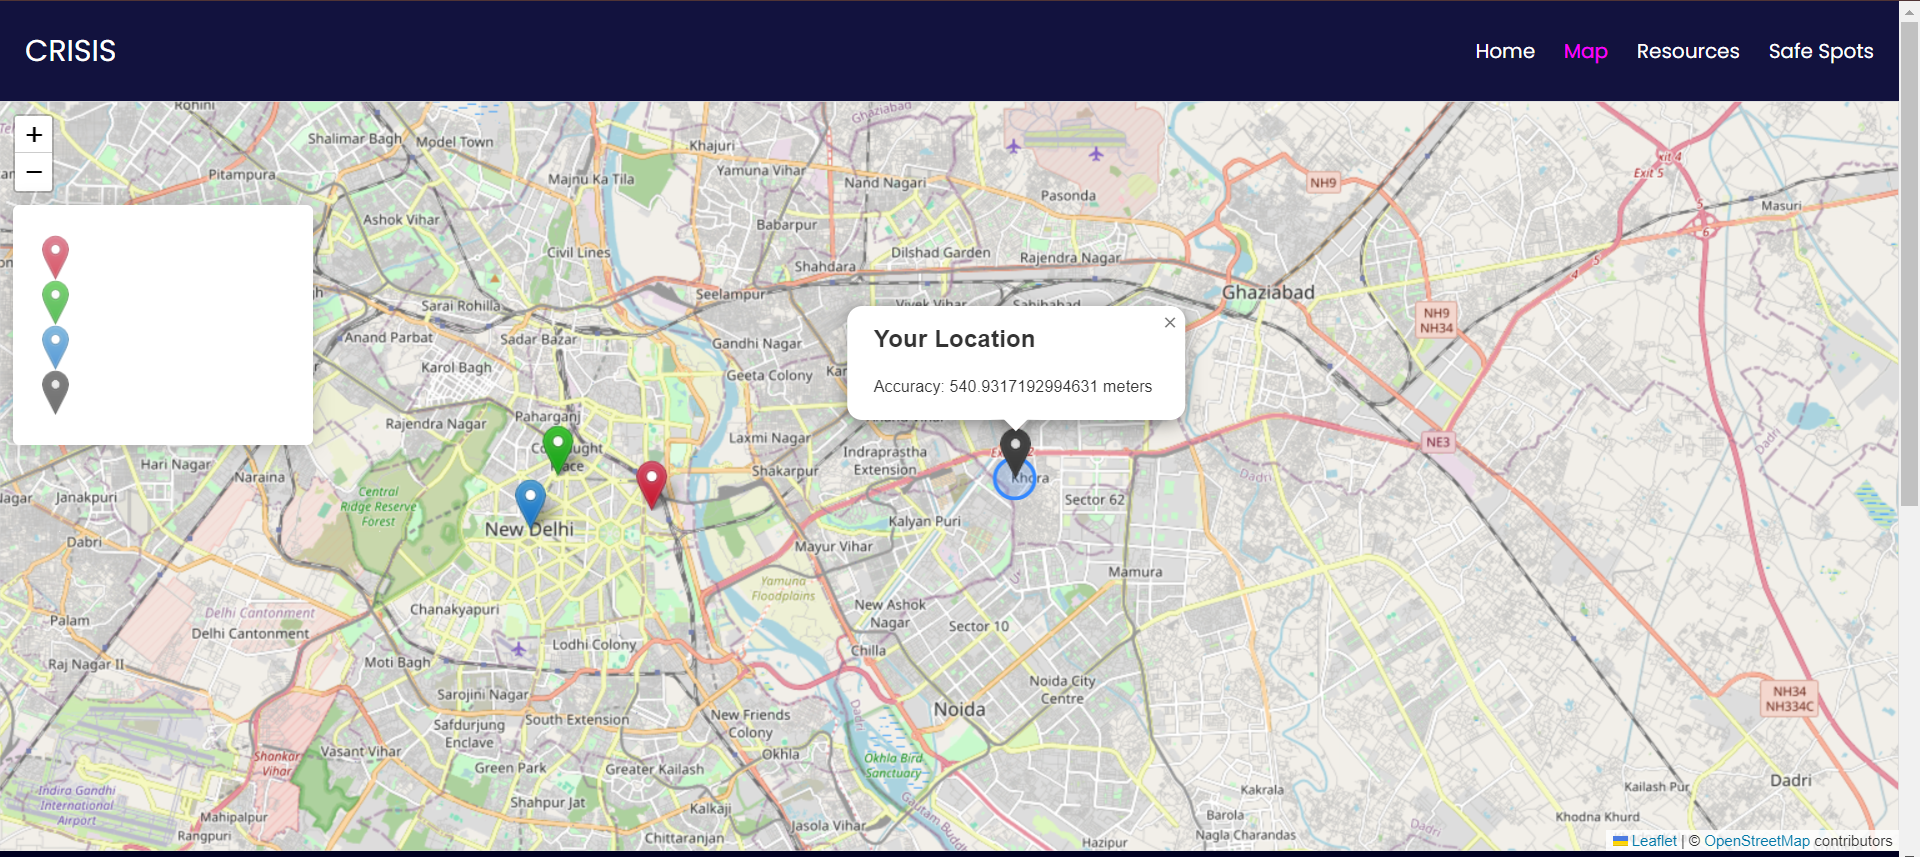 CRISIS
Home
Map
Resources
Safe Spots
+
−
Rohini
Shalimar Bagh
Model Town
Pitampura
Ashok Vihar
Khajuri
Yamuna Vihar
Majnu Ka Tila
Nand Nagari
Babarpur
Civil Lines
Ghaziabad
Pasonda
NH9
Exit 4
Exit 5
5
6
4
5
Masuri
Dilshad Garden
Shahdara
Rajendra Nagar
Seelampur
Vivek Vihar
Sahibabad
Ghaziabad
NH9
NH34
Sarai Rohilla
Anand Parbat
Sadar Bazar
Gandhi Nagar
Karol Bagh
Geeta Colony
Your Location
×
Accuracy: 540.9317192994631 meters
Paharganj
Rajendra Nagar
Laxmi Nagar
Hari Nagar
Naraina
Shakarpur
Indraprastha
Extension
Khora
Sector 62
NE3
Dadri
Dadri
Janakpuri
Central
Ridge Reserve
Forest
New Delhi
Kalyan Puri
Dabri
Mayur Vihar
Mamura
Yamuna
Floodplains
Delhi Cantonment
Delhi Cantonment
Palam
Chanakyapuri
New Ashok
Nagar
Sector 10
Raj Nagar II
Moti Bagh
Lodhi Colony
Chilla
Sarojini Nagar
Noida City
Centre
Noida
Safdurjung
Enclave
South Extension
New Friends
Colony
Dadri
NH34
NH334C
Shankar
Vihar
Vasant Vihar
Green Park
Greater Kailash
Okhla
Okhla Bird
Sanctuary
Indira Gandhi
International
Airport
Mahipalpur
Rangpuri
Shahpur Jat
Kalkaji
Chittaranjan
Jasola Vihar
Hazipur
Kakrala
Barola
Nagla Charandas
Dadri
Kailash Pur
Khodna Khurd
Dadri
Leaflet | © OpenStreetMap contributors